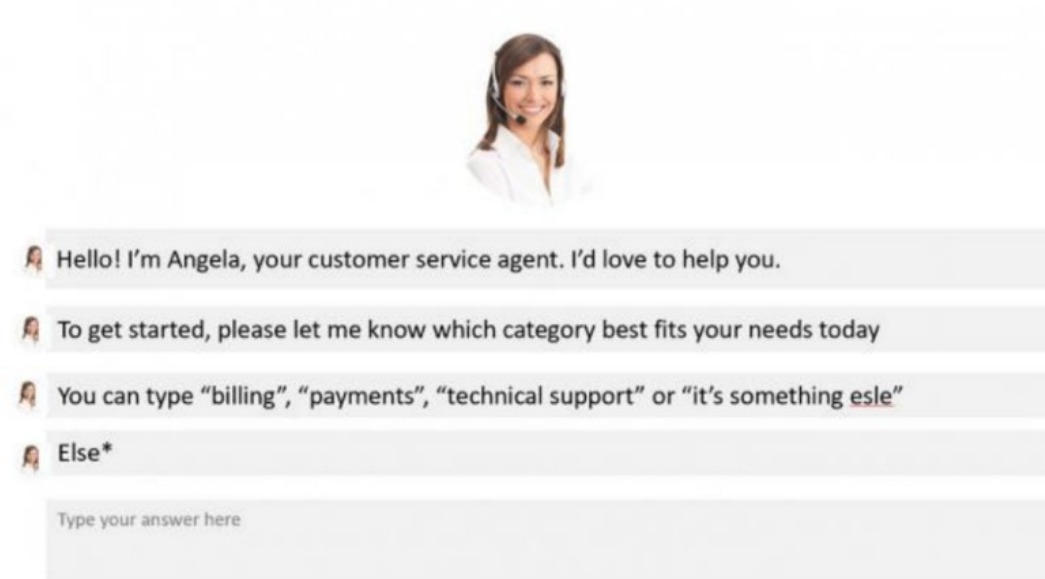 Hello! I’m Angela, your customer service agent. I’d love to help you.
To get started, please let me know which category best fits your needs today
You can type “billing”, “payments”, “technical support” or “it’s something esle”
Else*
Type your answer here